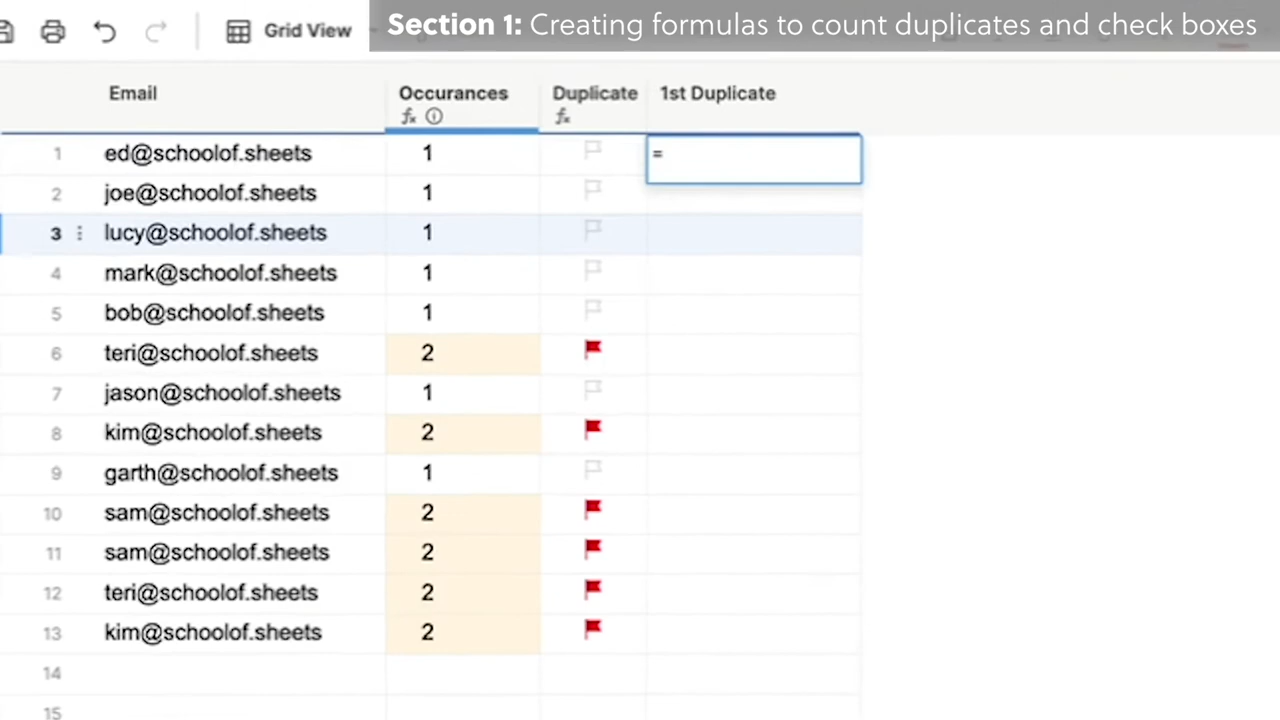 Section 1: Creating formulas to count duplicates and check boxes
Grid View
Email Occurances Duplicate 1st Duplicate
fx fx
1 ed@schoolof.sheets 1 =
2 joe@schoolof.sheets 1
3 lucy@schoolof.sheets 1
4 mark@schoolof.sheets 1
5 bob@schoolof.sheets 1
6 teri@schoolof.sheets 2
7 jason@schoolof.sheets 1
8 kim@schoolof.sheets 2
9 garth@schoolof.sheets 1
10 sam@schoolof.sheets 2
11 sam@schoolof.sheets 2
12 teri@schoolof.sheets 2
13 kim@schoolof.sheets 2
14
15